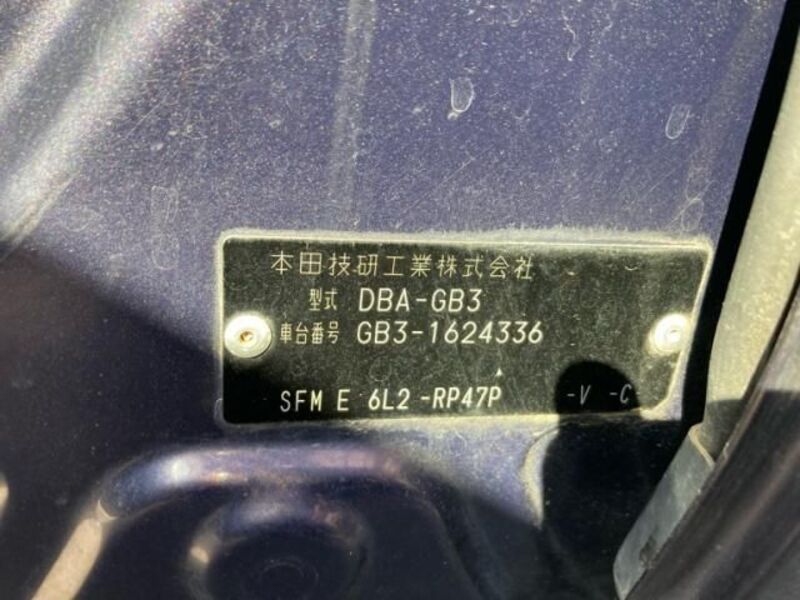 本田技研工業株式会社
型式 DBA-GB3
車台番号 GB3-1624336
SFM E 6L2 -RP47P -V -C